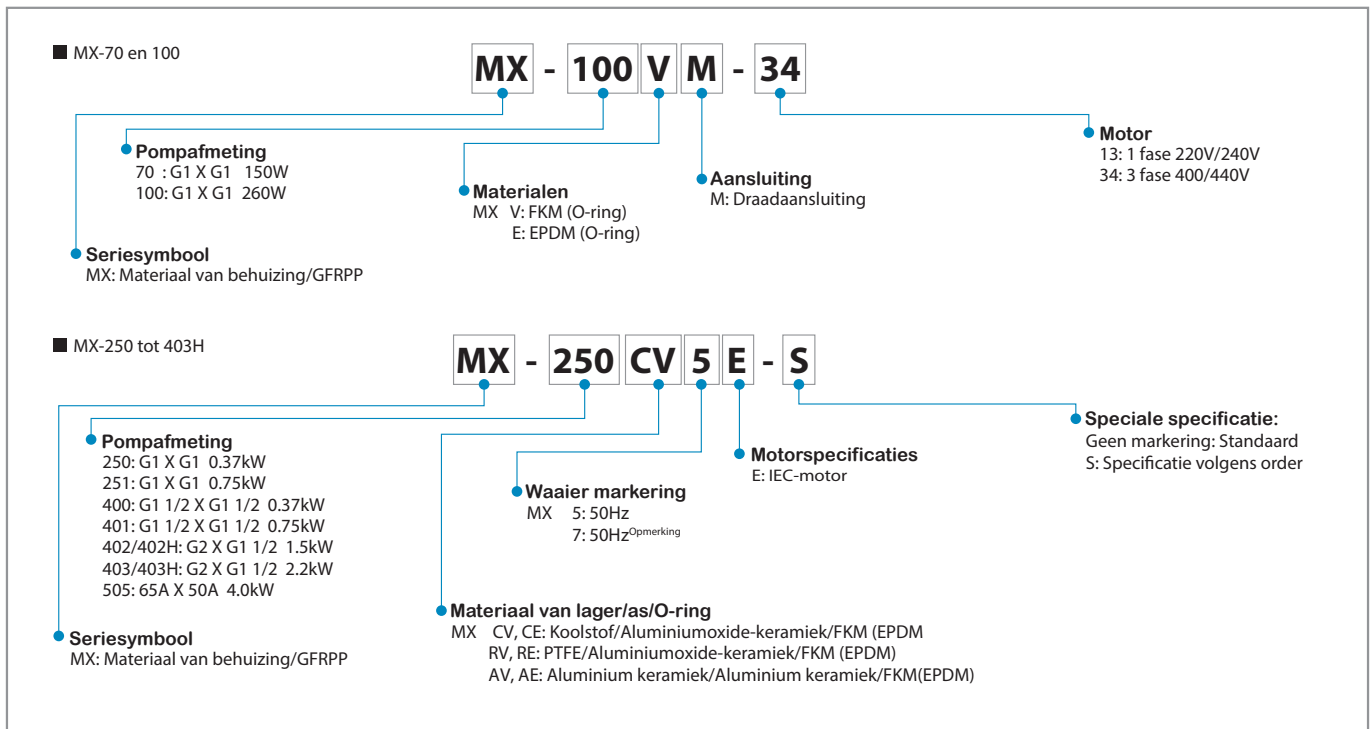 MX-70 en 100
MX - 100 V M - 34
Pompafmeting
70 : G1 X G1 150W
100: G1 X G1 260W
Materialen
MX V: FKM (O-ring)
E: EPDM (O-ring)
Aansluiting
M: Draadaansluiting
Motor
13: 1 fase 220V/240V
34: 3 fase 400/440V
Seriesymbool
MX: Materiaal van behuizing/GFRPP
MX-250 tot 403H
MX - 250 CV 5 E - S
Pompafmeting
250: G1 X G1 0.37kW
251: G1 X G1 0.75kW
400: G1 1/2 X G1 1/2 0.37kW
401: G1 1/2 X G1 1/2 0.75kW
402/402H: G2 X G1 1/2 1.5kW
403/403H: G2 X G1 1/2 2.2kW
505: 65A X 50A 4.0kW
Waaier markering
MX 5: 50Hz
7: 50HzOpmerking
Motorspecificaties
E: IEC-motor
Speciale specificatie:
Geen markering: Standaard
S: Specificatie volgens order
Materiaal van lager/as/O-ring
MX CV, CE: Koolstof/Aluminiumoxide-keramiek/FKM (EPDM
RV, RE: PTFE/Aluminiumoxide-keramiek/FKM (EPDM)
AV, AE: Aluminium keramiek/Aluminium keramiek/FKM(EPDM)
Seriesymbool
MX: Materiaal van behuizing/GFRPP